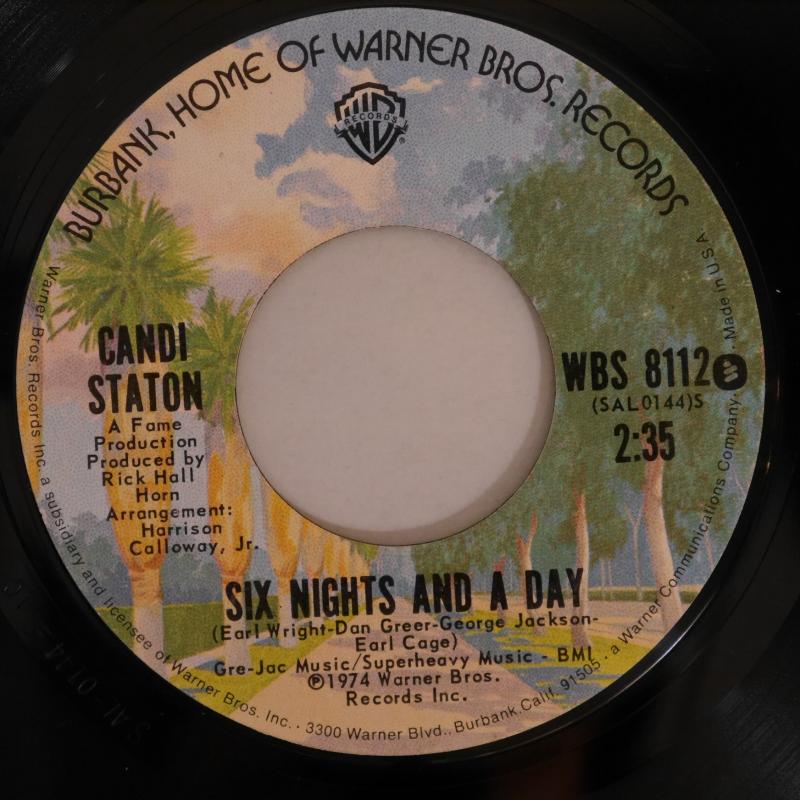 BURBANK, HOME OF WARNER BROS. RECORDS
W B
RECORDS
®
CANDI
STATON
A Fame
Production
Produced by
Rick Hall
Horn
Arrangement:
Harrison
Calloway, Jr.
WBS 8112
S
(SAL0144)S
2:35
SIX NIGHTS AND A DAY
(Earl Wright-Dan Greer-George Jackson-
Earl Cage)
Gre-Jac Music/Superheavy Music - BMI
℗1974 Warner Bros.
Records Inc.
Warner Bros. Records Inc. a subsidiary and licensee of Warner Bros. Inc. · 3300 Warner Blvd., Burbank. Calif. 91505 · a Warner Communications Company. · Made in U.S.A.